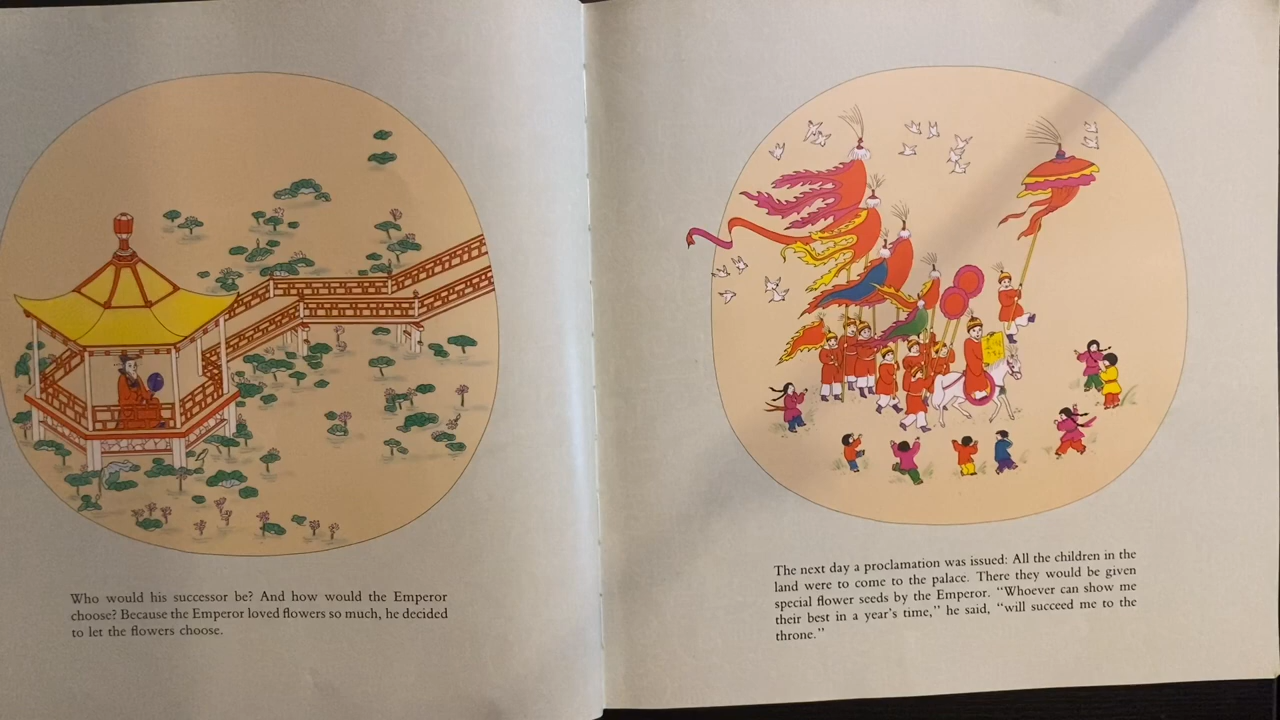 Who would his successor be? And how would the Emperor
choose? Because the Emperor loved flowers so much, he decided
to let the flowers choose.
The next day a proclamation was issued: All the children in the
land were to come to the palace. There they would be given
special flower seeds by the Emperor. “Whoever can show me
their best in a year’s time,” he said, “will succeed me to the
throne.”